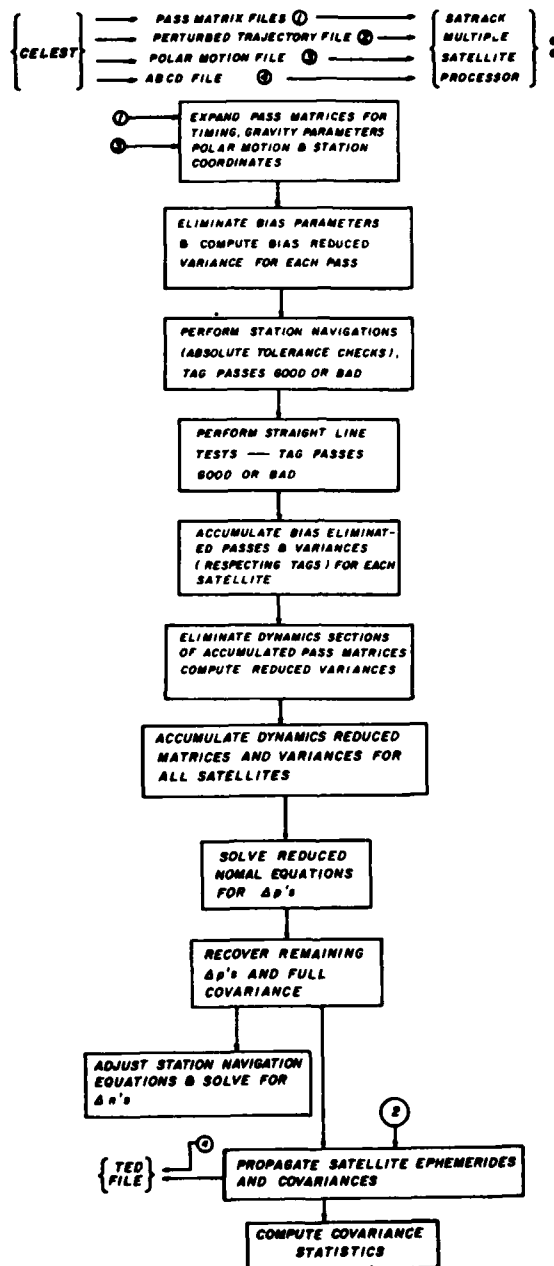 CELEST
PASS MATRIX FILES ①
PERTURBED TRAJECTORY FILE ②
POLAR MOTION FILE ③
ABCD FILE ④
SATRACK
MULTIPLE
SATELLITE
PROCESSOR
①
③
EXPAND PASS MATRICES FOR
TIMING, GRAVITY PARAMETERS
POLAR MOTION & STATION
COORDINATES
ELIMINATE BIAS PARAMETERS
& COMPUTE BIAS REDUCED
VARIANCE FOR EACH PASS
PERFORM STATION NAVIGATIONS
(ABSOLUTE TOLERANCE CHECKS),
TAG PASSES GOOD OR BAD
PERFORM STRAIGHT LINE
TESTS — TAG PASSES
GOOD OR BAD
ACCUMULATE BIAS ELIMINAT-
ED PASSES & VARIANCES
(RESPECTING TAGS) FOR EACH
SATELLITE
ELIMINATE DYNAMICS SECTIONS
OF ACCUMULATED PASS MATRICES
COMPUTE REDUCED VARIANCES
ACCUMULATE DYNAMICS REDUCED
MATRICES AND VARIANCES FOR
ALL SATELLITES
SOLVE REDUCED
NOMAL EQUATIONS
FOR Δp's
RECOVER REMAINING
Δp's AND FULL
COVARIANCE
ADJUST STATION NAVIGATION
EQUATIONS & SOLVE FOR
Δn's
②
④
TED
FILE
PROPAGATE SATELLITE EPHEMERIDES
AND COVARIANCES
COMPUTE COVARIANCE
STATISTICS